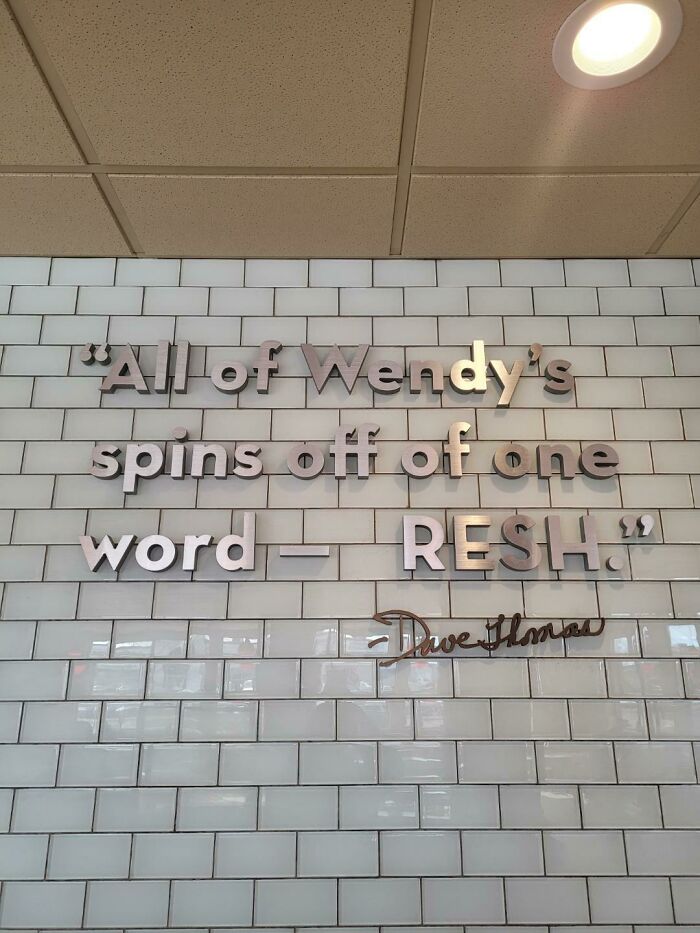 “All of Wendy’s
spins off of one
word — RESH.”
-Dave Thomas